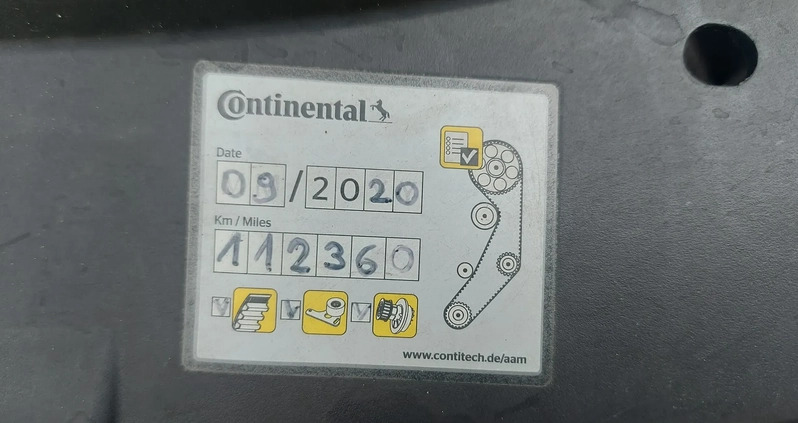 Continental
Date
09/2020
Km / Miles
112360
www.contitech.de/aam